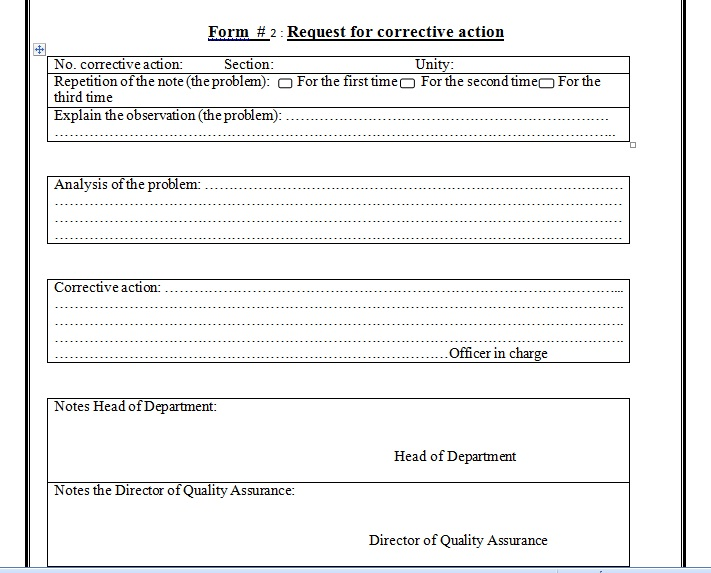 Form # 2 : Request for corrective action
No. corrective action: Section: Unity:
Repetition of the note (the problem): For the first time For the second time For the
third time
Explain the observation (the problem): ……………………………………………………………
…………………………………………………………………………………………………………..
Analysis of the problem: ……………………………………………………………………………
……………………………………………………………………………………………………………
……………………………………………………………………………………………………………
……………………………………………………………………………………………………………
Corrective action: …………………………………………………………………………………....
……………………………………………………………………………………………………………
……………………………………………………………………………………………………………
……………………………………………………………………………………………………………
…………………………………………………………………………Officer in charge
Notes Head of Department:
Head of Department
Notes the Director of Quality Assurance:
Director of Quality Assurance